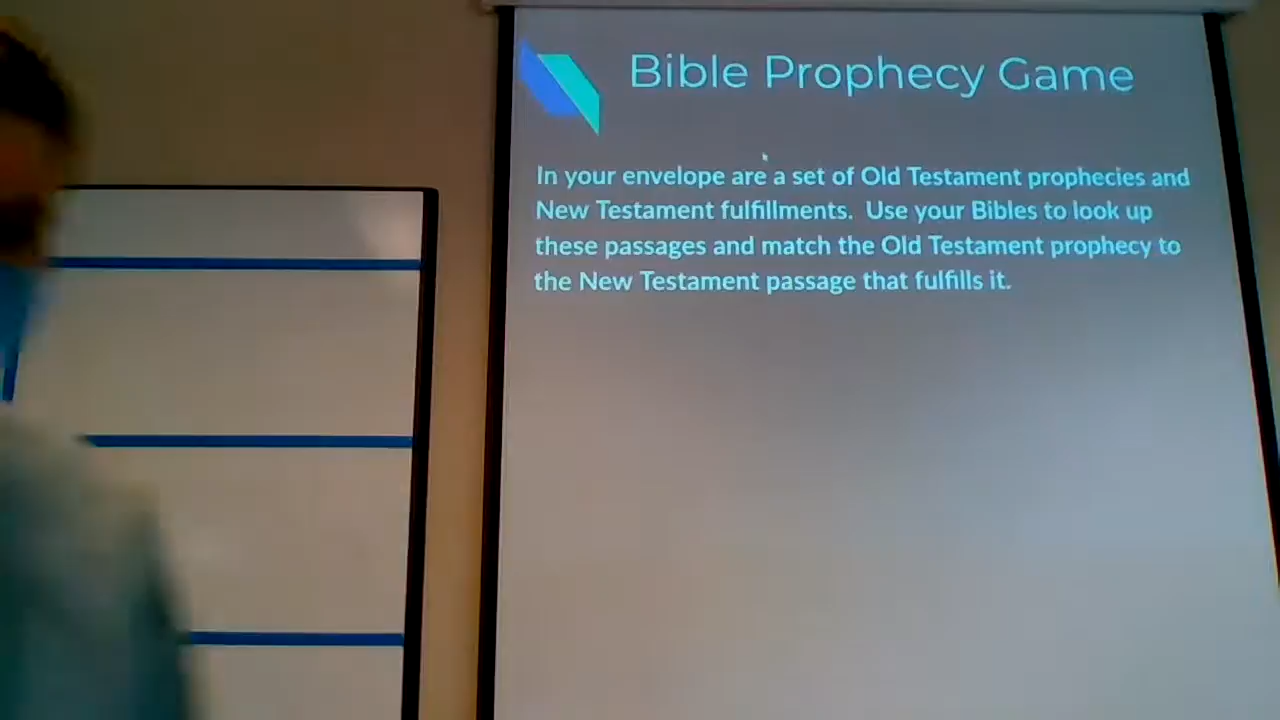 Bible Prophecy Game
In your envelope are a set of Old Testament prophecies and
New Testament fulfillments. Use your Bibles to look up
these passages and match the Old Testament prophecy to
the New Testament passage that fulfills it.